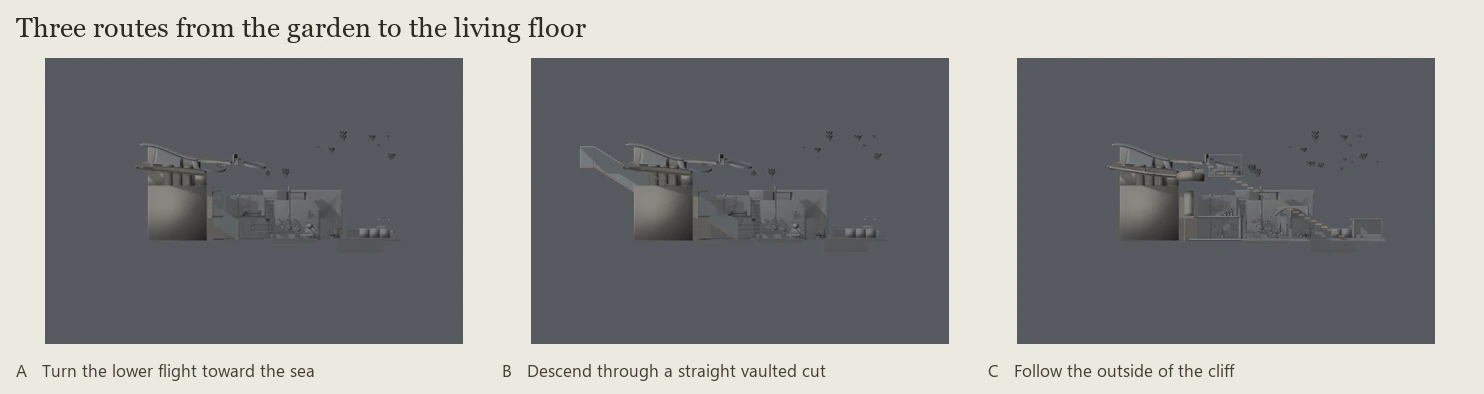 Three routes from the garden to the living floor
A Turn the lower flight toward the sea
B Descend through a straight vaulted cut
C Follow the outside of the cliff